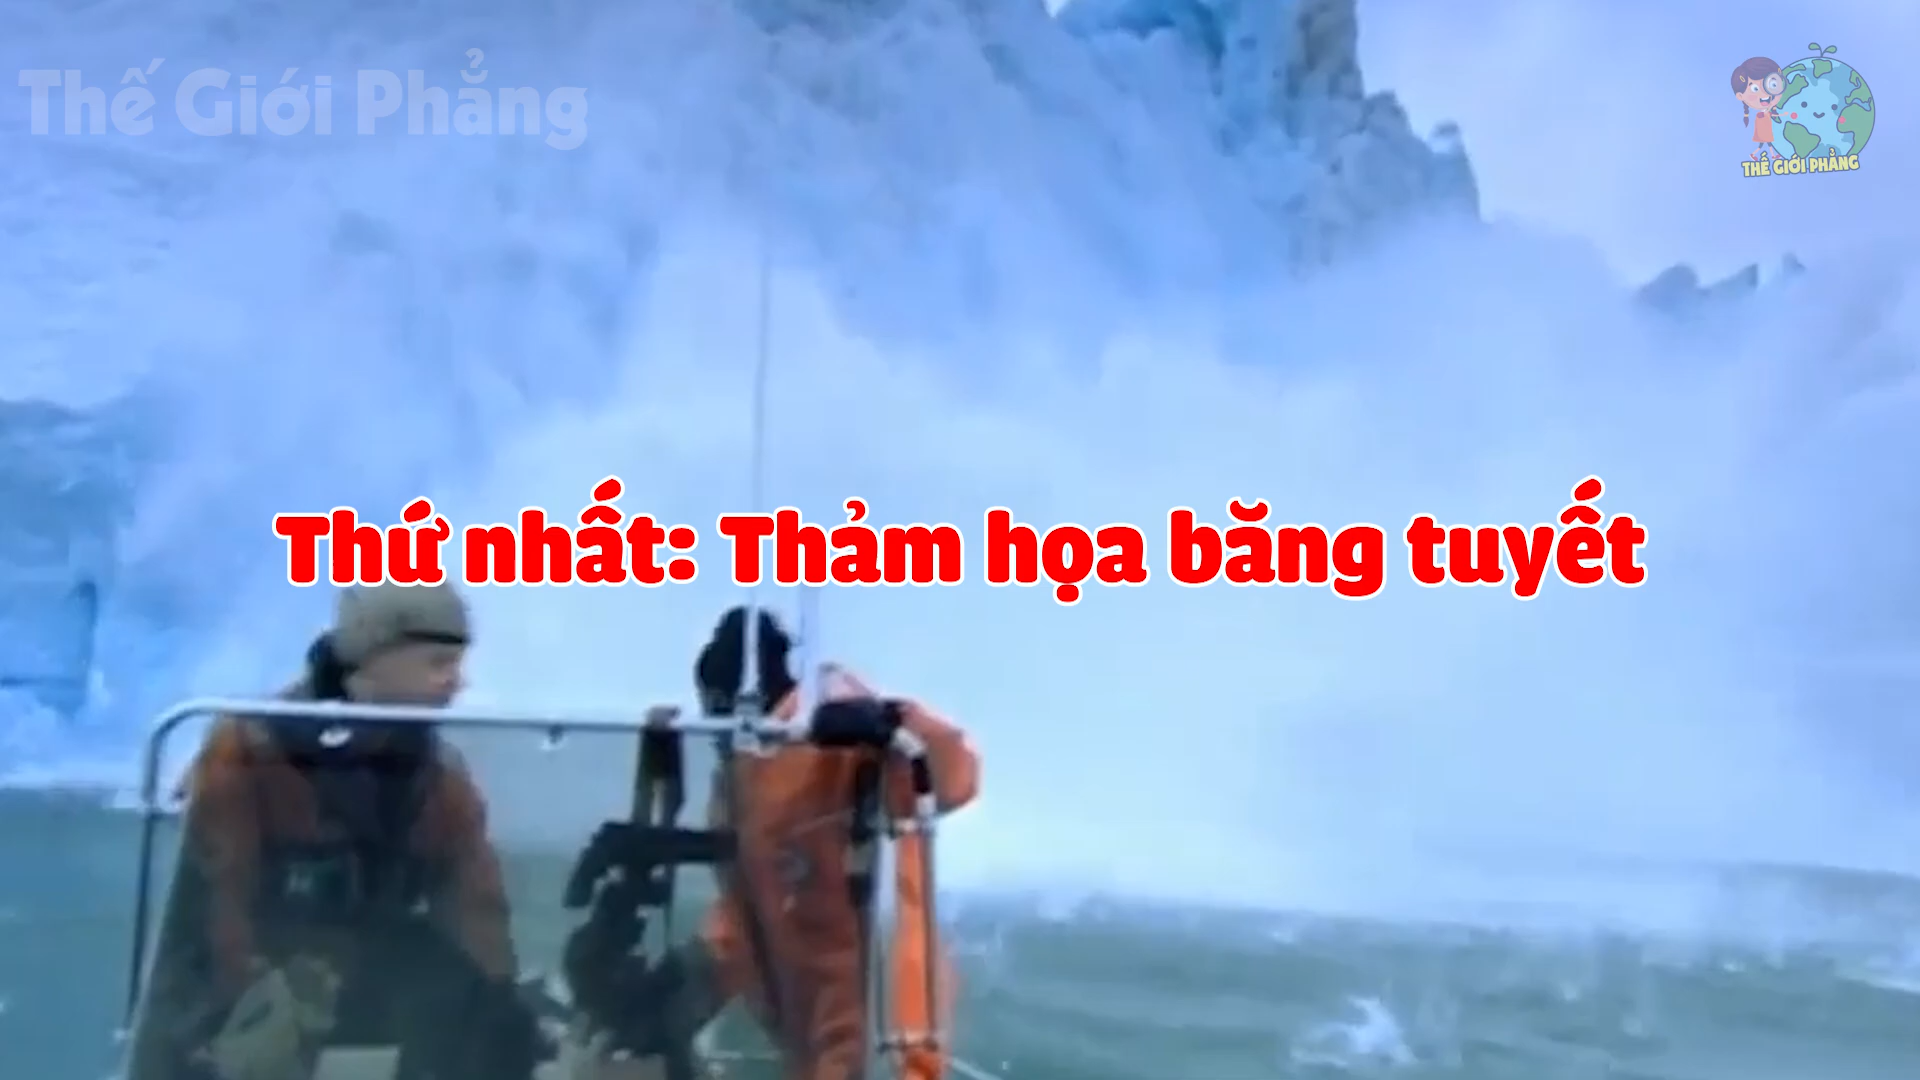 Thế Giới Phẳng
THẾ GIỚI PHẲNG
Thứ nhất: Thảm họa băng tuyết